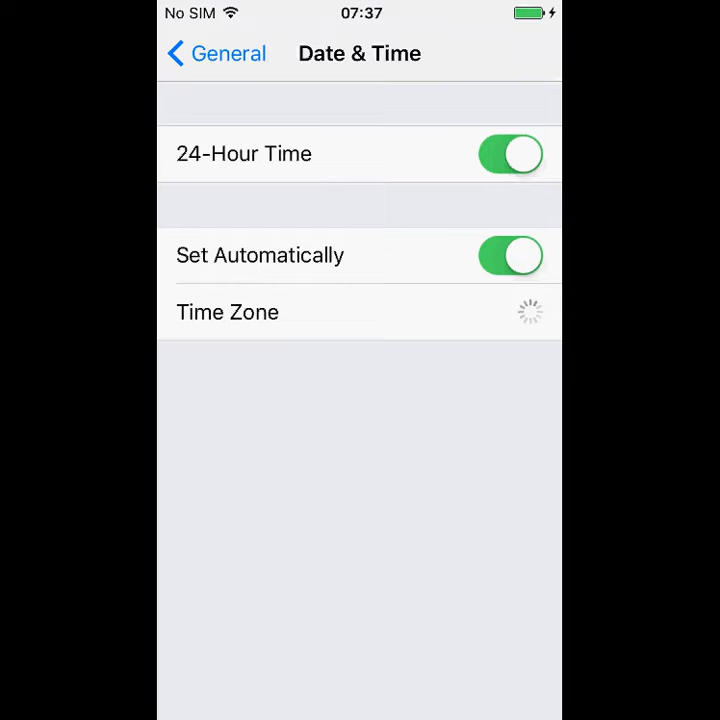 No SIM 07:37
General Date & Time
24-Hour Time
Set Automatically
Time Zone